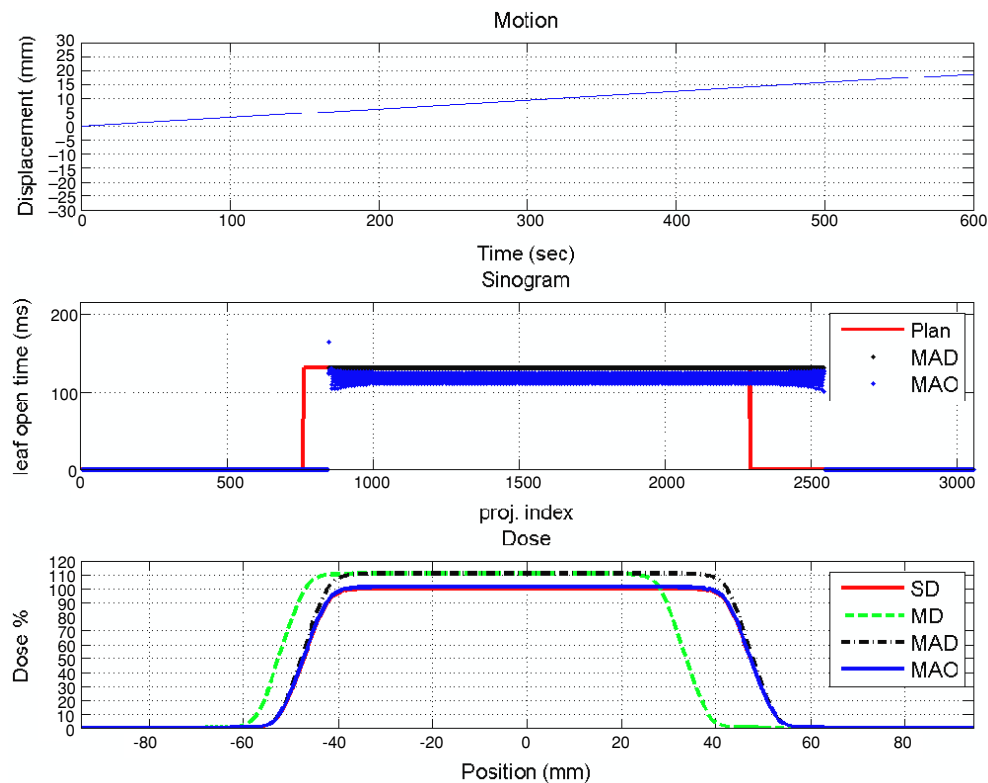 Motion
Displacement (mm)
30
25
20
15
10
5
0
−5
−10
−15
−20
−25
−30
0 100 200 300 400 500 600
Time (sec)
Sinogram
leaf open time (ms)
200
100
0
Plan
MAD
MAO
0 500 1000 1500 2000 2500 3000
proj. index
Dose
Dose %
120
110
100
90
80
70
60
50
40
30
20
10
0
SD
MD
MAD
MAO
-80 -60 -40 -20 0 20 40 60 80
Position (mm)